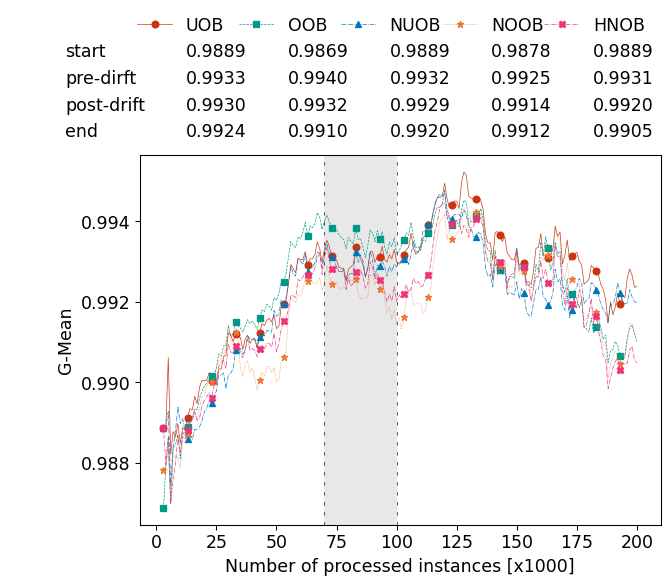 UOB OOB NUOB NOOB HNOB
start 0.9889 0.9869 0.9889 0.9878 0.9889
pre-dirft 0.9933 0.9940 0.9932 0.9925 0.9931
post-drift 0.9930 0.9932 0.9929 0.9914 0.9920
end 0.9924 0.9910 0.9920 0.9912 0.9905
0.994
0.992
0.990
0.988
G-Mean
0 25 50 75 100 125 150 175 200
Number of processed instances [x1000]